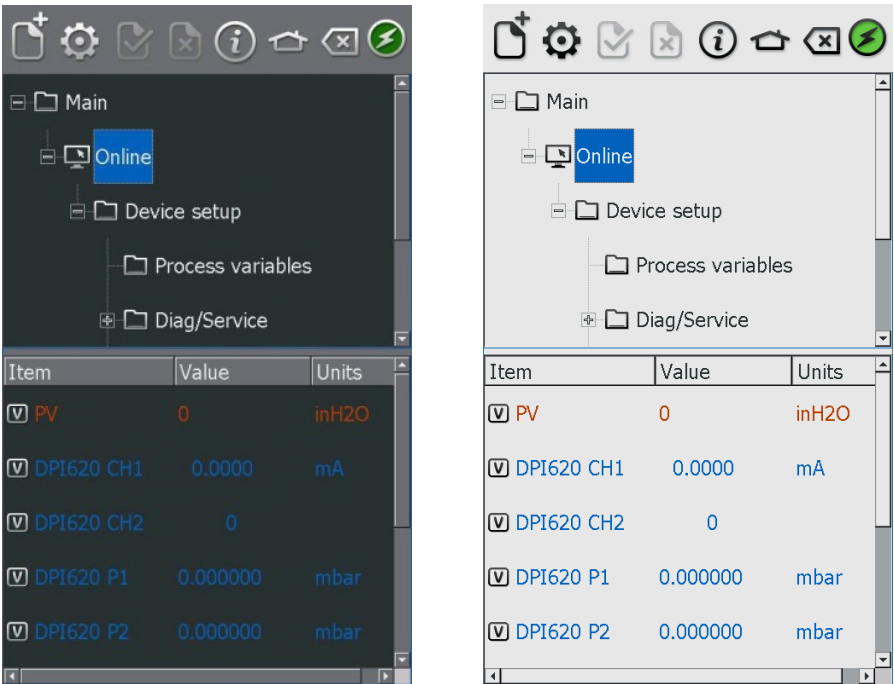 Main
Online
Device setup
Process variables
Diag/Service
Item Value Units
V PV 0 inH2O
V DPI620 CH1 0.0000 mA
V DPI620 CH2 0
V DPI620 P1 0.000000 mbar
V DPI620 P2 0.000000 mbar
Main
Online
Device setup
Process variables
Diag/Service
Item Value Units
V PV 0 inH2O
V DPI620 CH1 0.0000 mA
V DPI620 CH2 0
V DPI620 P1 0.000000 mbar
V DPI620 P2 0.000000 mbar